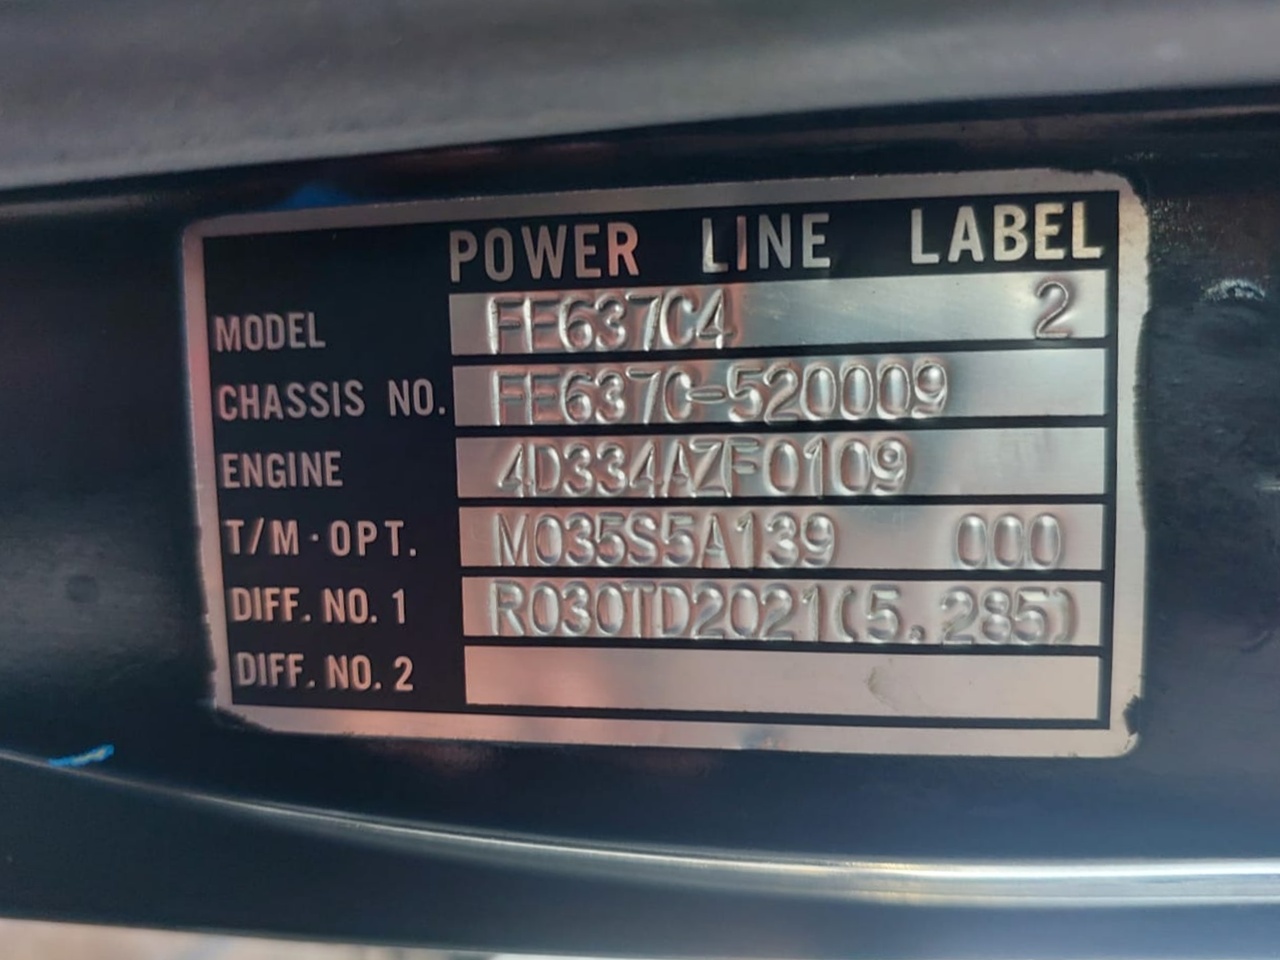 POWER LINE LABEL
MODEL FE637C4 2
CHASSIS NO. FE637C-520009
ENGINE 4D334AZF0109
T/M·OPT. M035S5A139 000
DIFF. NO. 1 R030TD2021(5.285)
DIFF. NO. 2